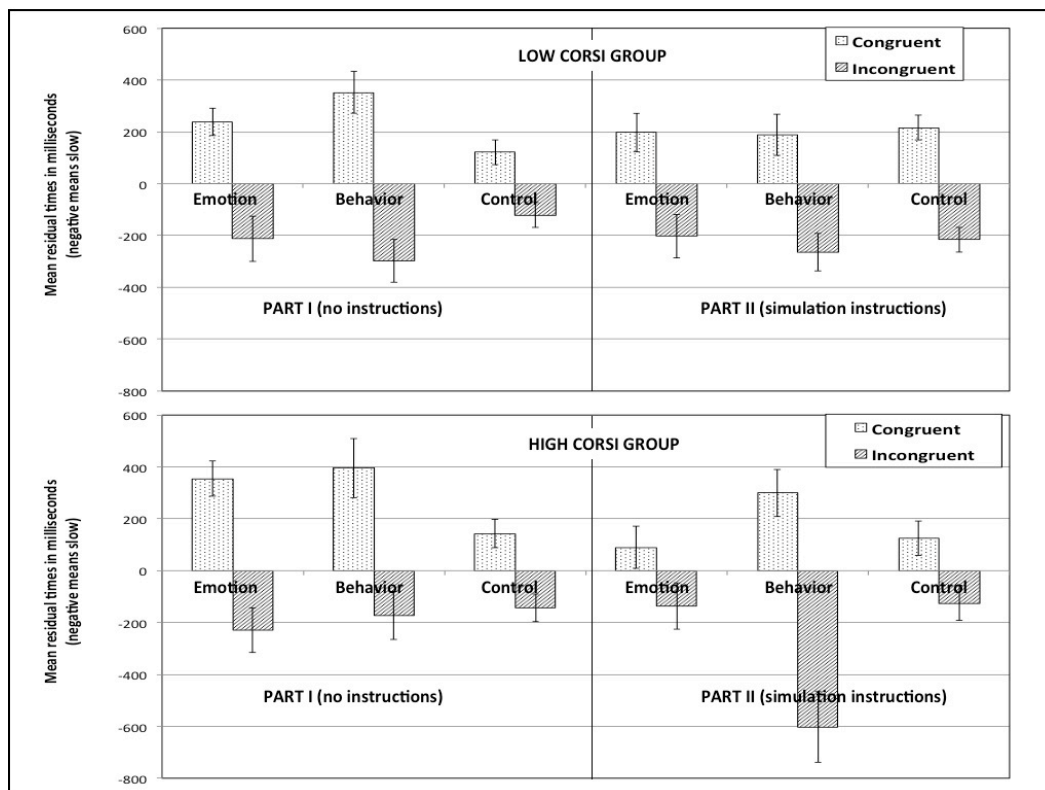 600
400
200
0
-200
-400
-600
-800
Mean residual times in milliseconds
(negative means slow)
LOW CORSI GROUP
Congruent
Incongruent
Emotion Behavior Control Emotion Behavior Control
PART I (no instructions) PART II (simulation instructions)
600
400
200
0
-200
-400
-600
-800
Mean residual times in milliseconds
(negative means slow)
HIGH CORSI GROUP
Congruent
Incongruent
Emotion Behavior Control Emotion Behavior Control
PART I (no instructions) PART II (simulation instructions)